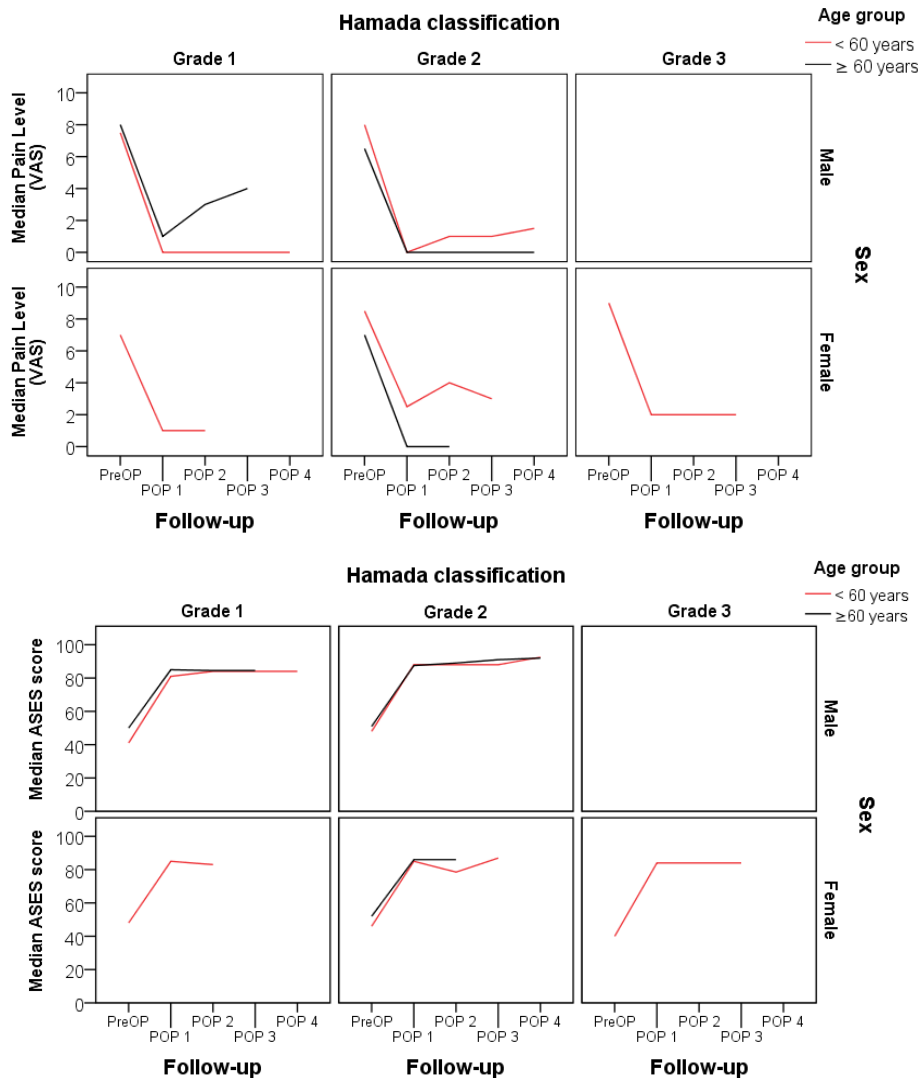 Hamada classification
Age group
< 60 years
≥ 60 years
Grade 1
Grade 2
Grade 3
Median Pain Level
(VAS)
10
8
6
4
2
0
Male
Median Pain Level
(VAS)
10
8
6
4
2
0
Female
Sex
PreOP
POP 1
POP 2
POP 3
POP 4
PreOP
POP 1
POP 2
POP 3
POP 4
PreOP
POP 1
POP 2
POP 3
POP 4
Follow-up
Follow-up
Follow-up
Hamada classification
Age group
< 60 years
≥60 years
Grade 1
Grade 2
Grade 3
Median ASES score
100
80
60
40
20
0
Male
Median ASES score
100
80
60
40
20
0
Female
Sex
PreOP
POP 1
POP 2
POP 3
POP 4
PreOP
POP 1
POP 2
POP 3
POP 4
PreOP
POP 1
POP 2
POP 3
POP 4
Follow-up
Follow-up
Follow-up